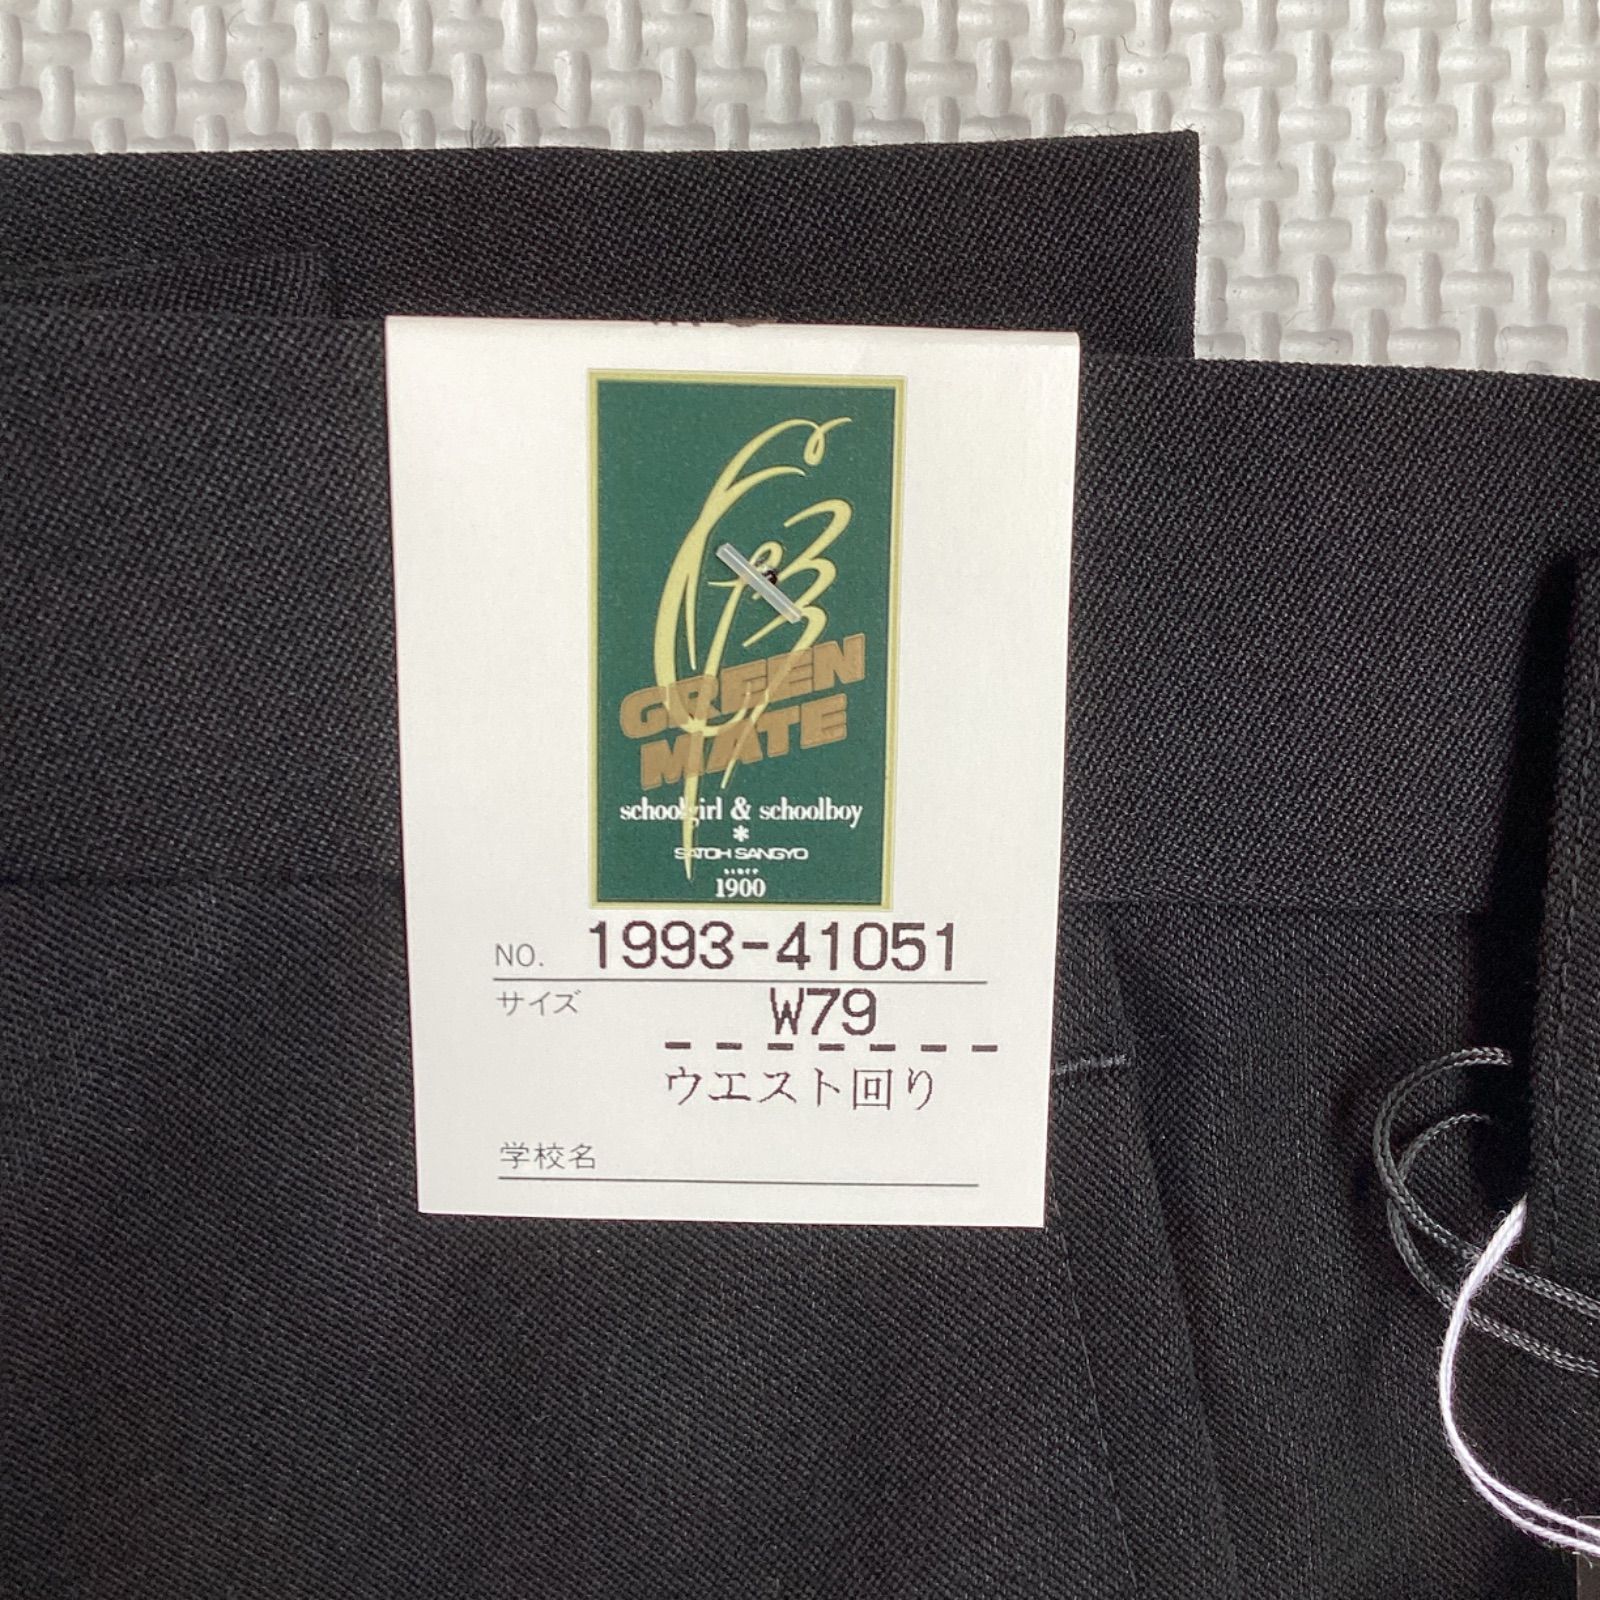 GREEN
MATE
schoolgirl & schoolboy
*
SATOH SANGYO
since
1900
NO. 1993-41051
サイズ W79
ウエスト回り
学校名